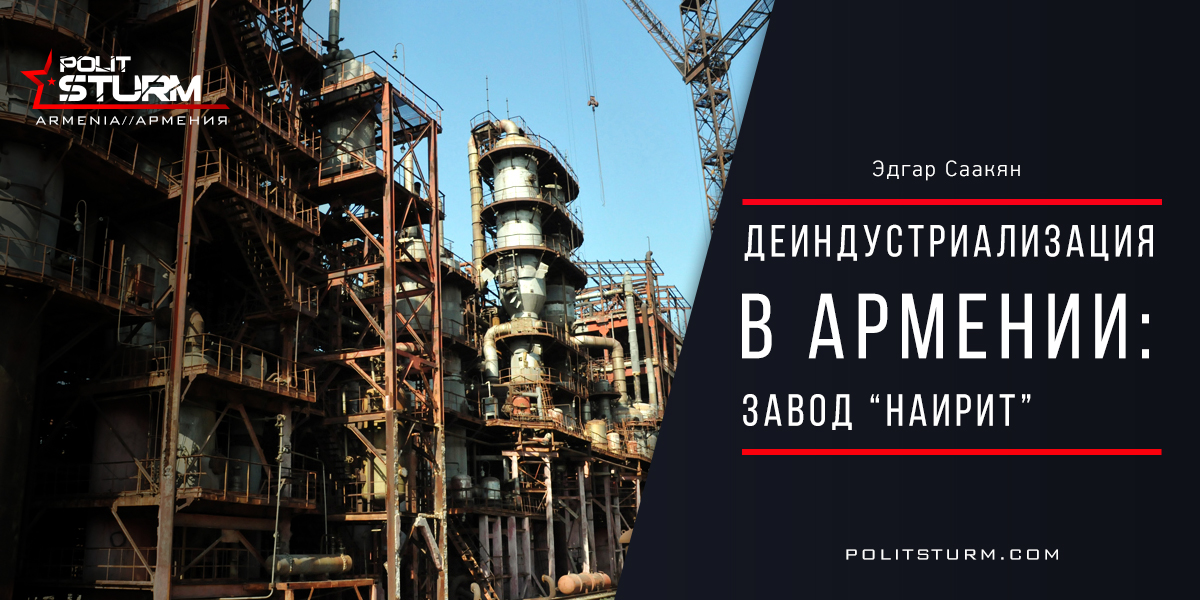 POLIT
STURM
ARMENIA//АРМЕНИЯ
Эдгар Саакян
ДЕИНДУСТРИАЛИЗАЦИЯ
В АРМЕНИИ:
ЗАВОД “НАИРИТ”
POLITSTURM.COM